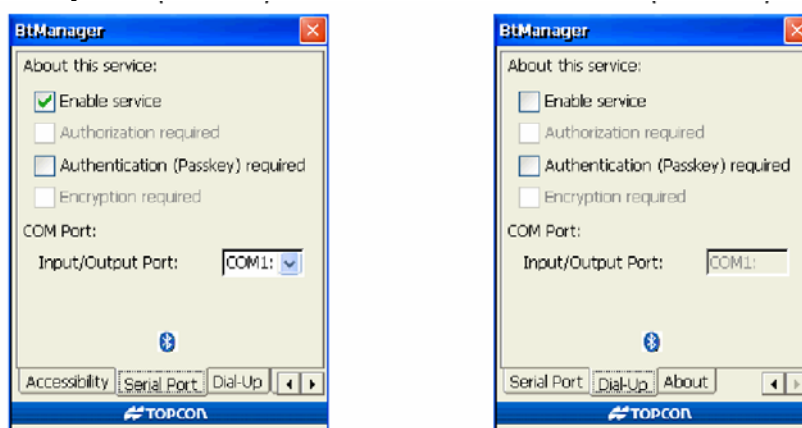 BtManager
About this service:
Enable service
Authorization required
Authentication (Passkey) required
Encryption required
COM Port:
Input/Output Port: COM1:
Accessibility Serial Port Dial-Up
TOPCON
BtManager
About this service:
Enable service
Authorization required
Authentication (Passkey) required
Encryption required
COM Port:
Input/Output Port: COM1:
Serial Port Dial-Up About
TOPCON